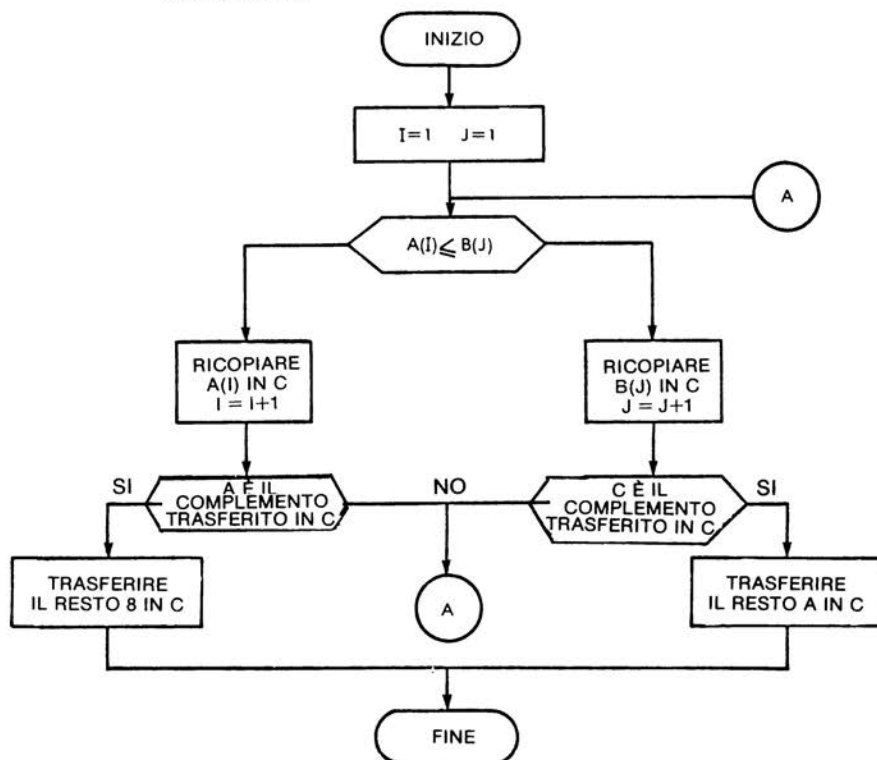 INIZIO
I=1 J=1
A
A(I)≤B(J)
RICOPIARE
A(I) IN C
I = I+1
RICOPIARE
B(J) IN C
J = J+1
SI
A È IL
COMPLEMENTO
TRASFERITO IN C
NO
C È IL
COMPLEMENTO
TRASFERITO IN C
SI
TRASFERIRE
IL RESTO 8 IN C
A
TRASFERIRE
IL RESTO A IN C
FINE